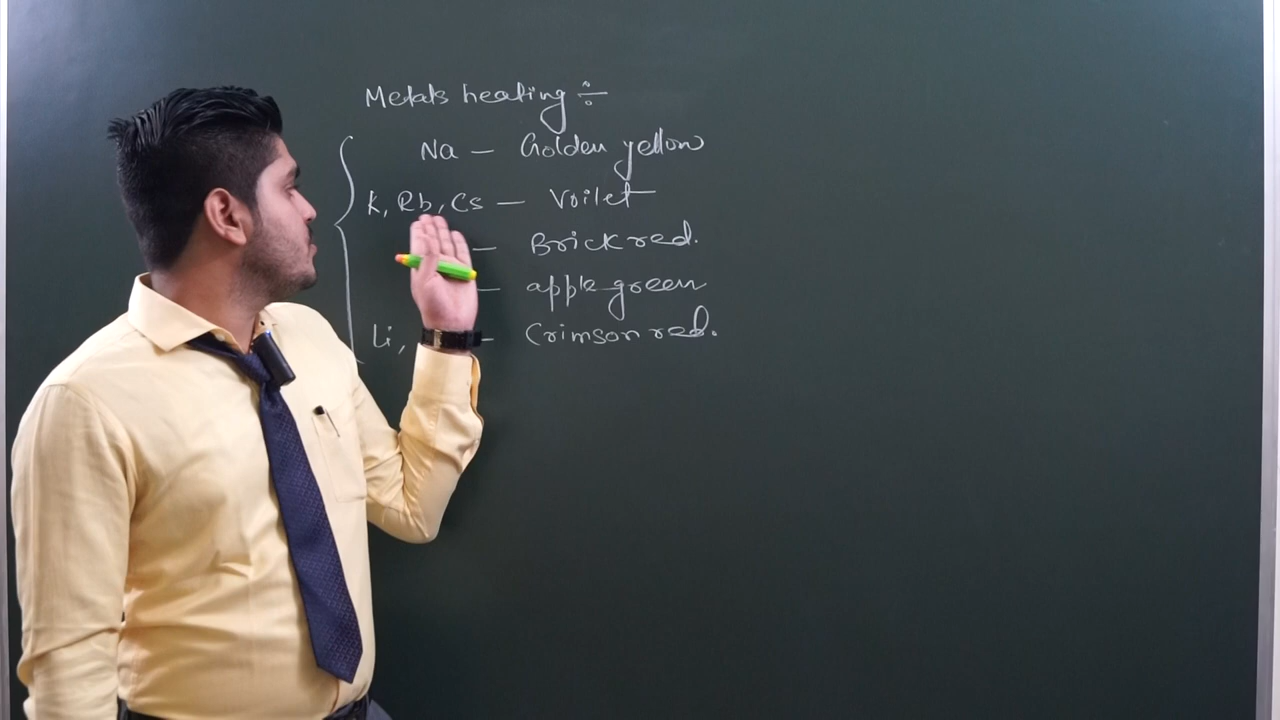 Metals heating ÷
Na — Golden yellow
K, Rb, Cs — Voilet
— Brick red.
— apple green
Li, — Crimson red.